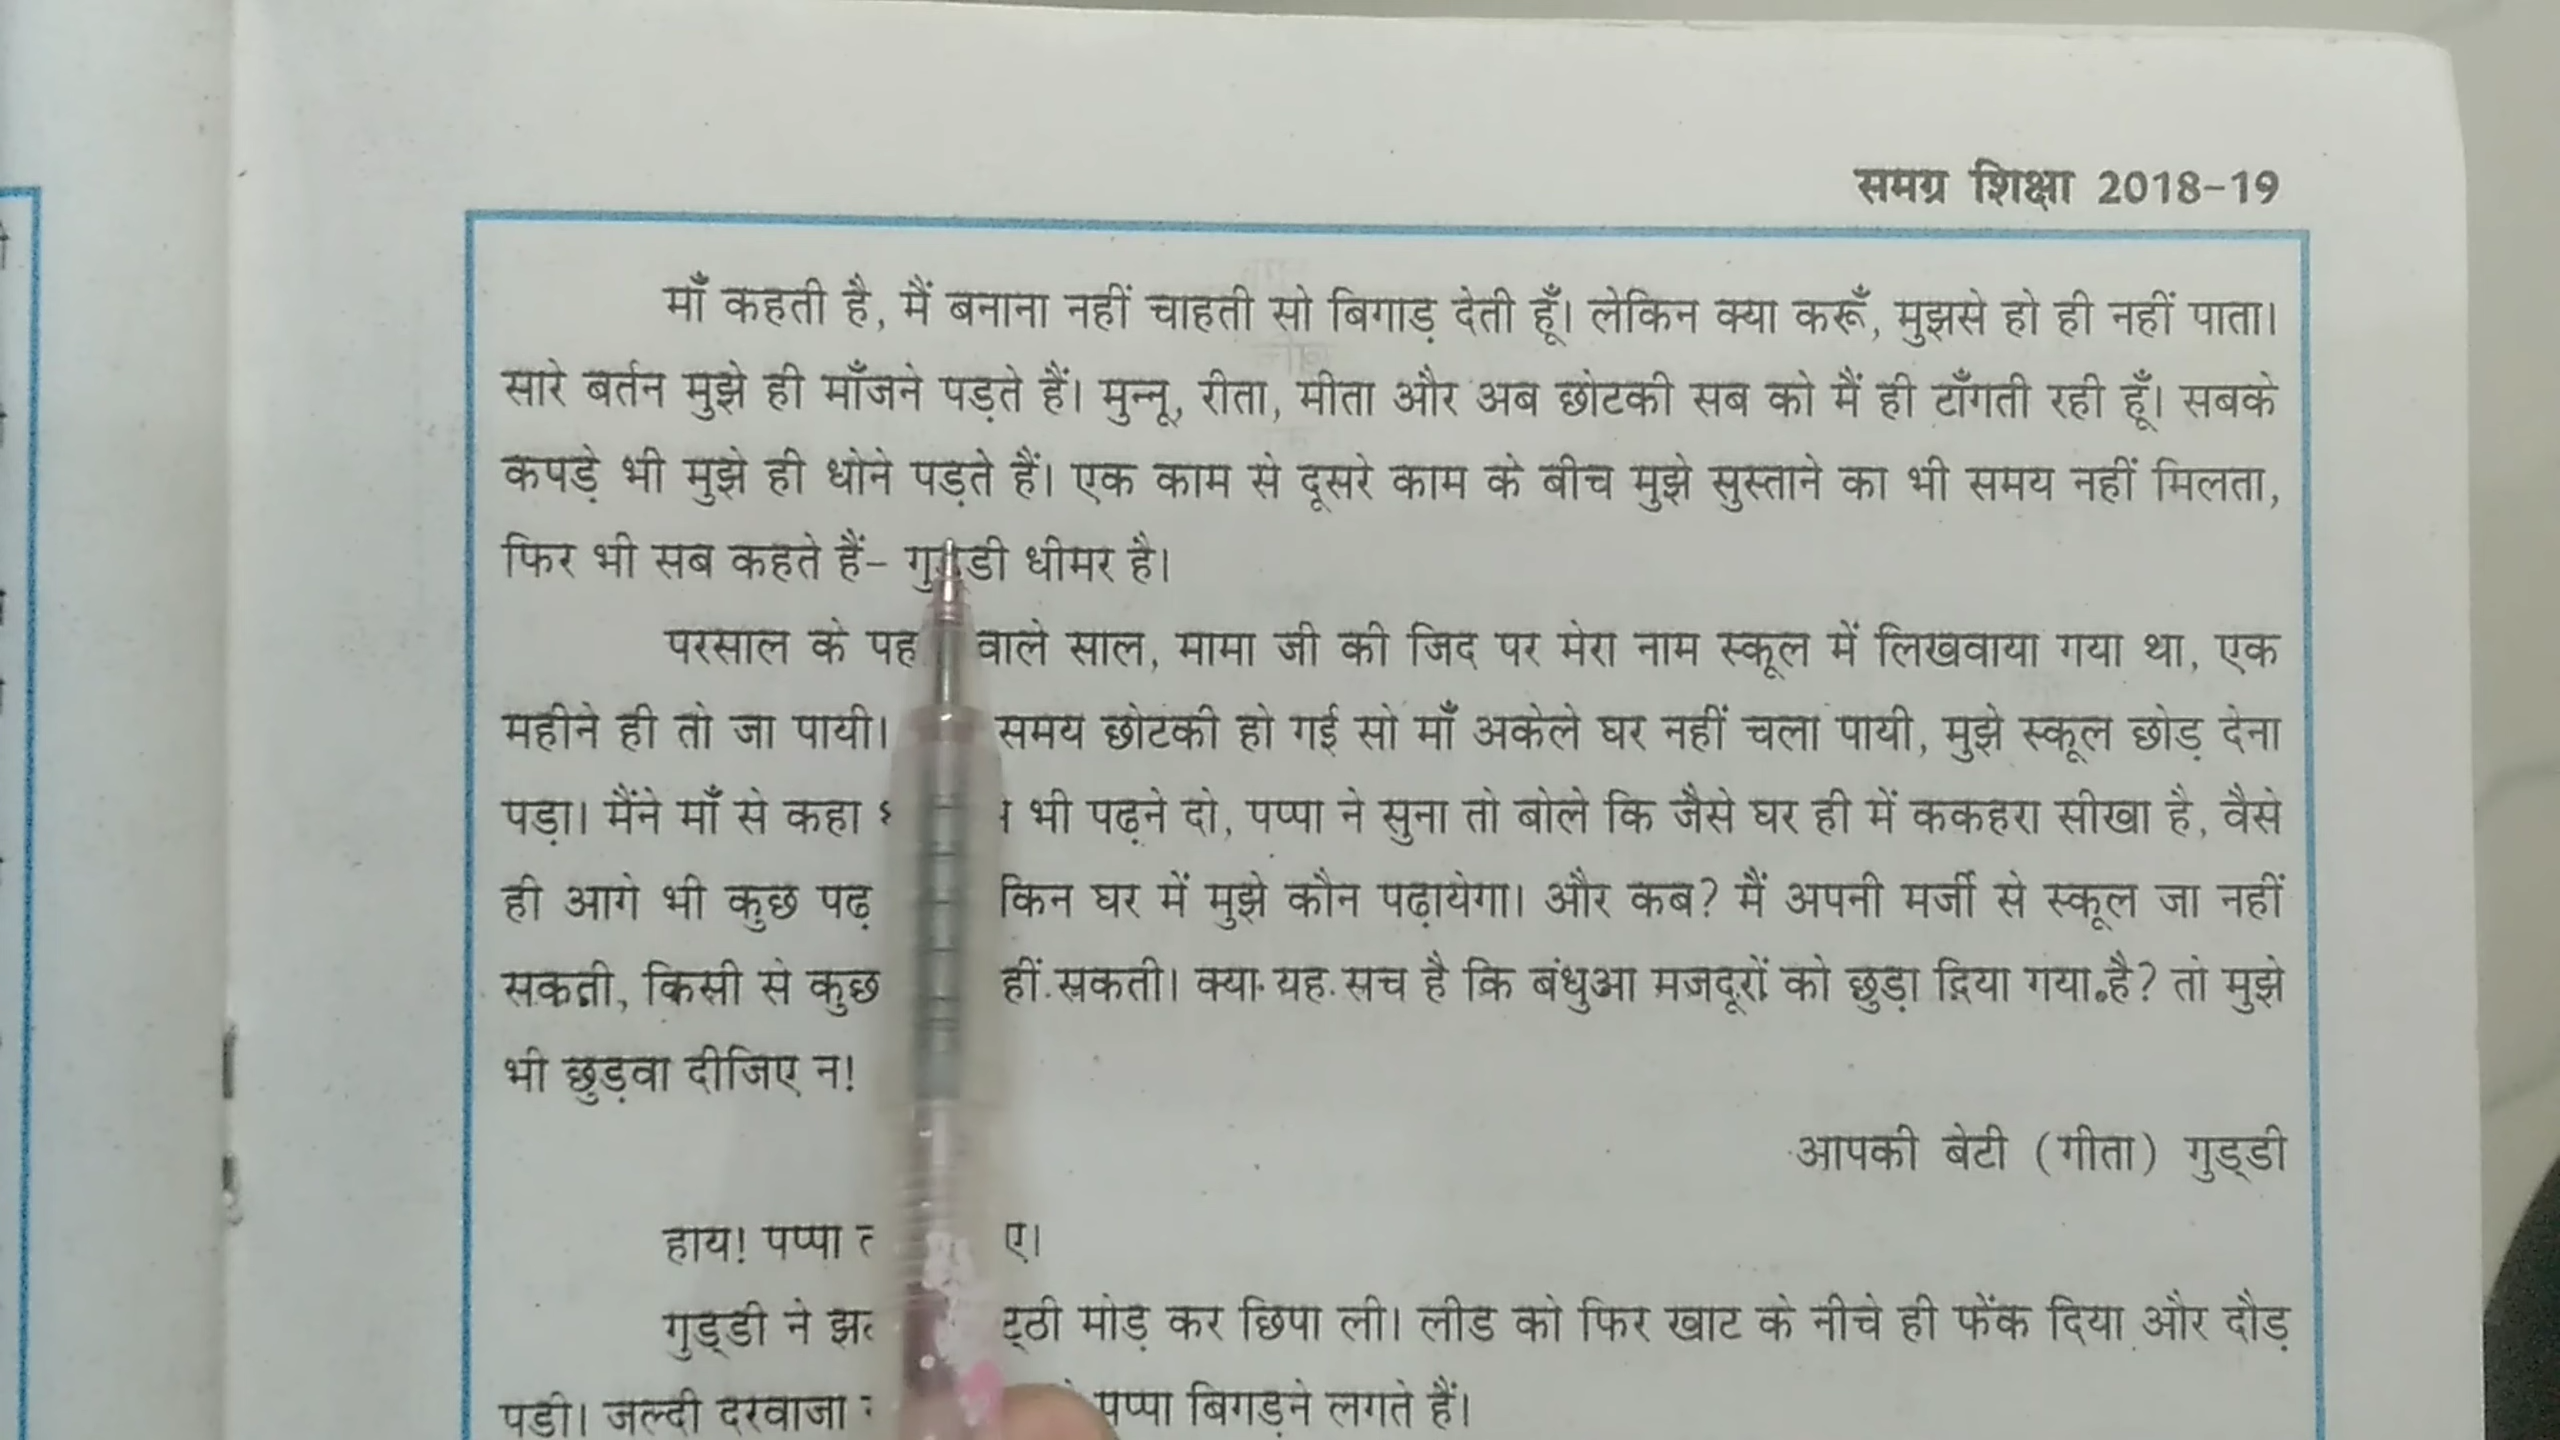 समग्र शिक्षा 2018-19
माँ कहती है, मैं बनाना नहीं चाहती सो बिगाड़ देती हूँ। लेकिन क्या करूँ, मुझसे हो ही नहीं पाता।
सारे बर्तन मुझे ही माँजने पड़ते हैं। मुन्नू, रीता, मीता और अब छोटकी सब को मैं ही टाँगती रही हूँ। सबके
कपड़े भी मुझे ही धोने पड़ते हैं। एक काम से दूसरे काम के बीच मुझे सुस्ताने का भी समय नहीं मिलता,
फिर भी सब कहते हैं- गुड्डी धीमर है।
परसाल के वाले साल, मामा जी की जिद पर मेरा नाम स्कूल में लिखवाया गया था, एक
महीने ही तो जा पायी। समय छोटकी हो गई सो माँ अकेले घर नहीं चला पायी, मुझे स्कूल छोड़ देना
पड़ा। मैंने माँ से कहा भी पढ़ने दो, पप्पा ने सुना तो बोले कि जैसे घर ही में ककहरा सीखा है, वैसे
ही आगे भी कुछ पढ़ घर में मुझे कौन पढ़ायेगा। और कब? मैं अपनी मर्जी से स्कूल जा नहीं
सकती, किसी से कुछ सकती। क्या यह सच है कि बंधुआ मजदूरों को छुड़ा दिया गया है? तो मुझे
भी छुड़वा दीजिए न!
आपकी बेटी (गीता) गुड्डी
हाय! पप्पा
गुड्डी ने मोड़ कर छिपा ली। लीड को फिर खाट के नीचे ही फेंक दिया और दौड़
पडी। जल्दी दरवाजा पप्पा बिगड़ने लगते हैं।